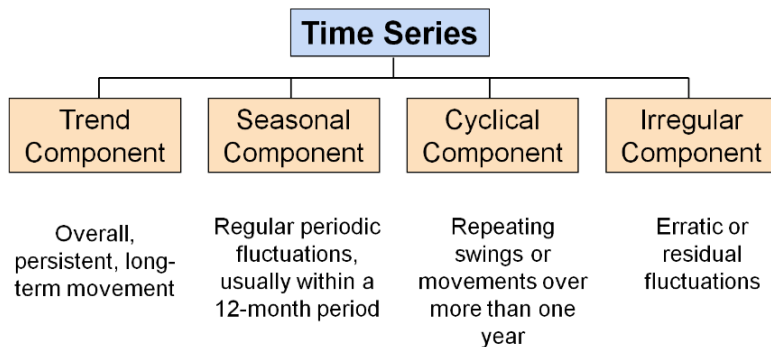 Time Series
Trend
Component
Seasonal
Component
Cyclical
Component
Irregular
Component
Overall,
persistent, long-
term movement
Regular periodic
fluctuations,
usually within a
12-month period
Repeating
swings or
movements over
more than one
year
Erratic or
residual
fluctuations